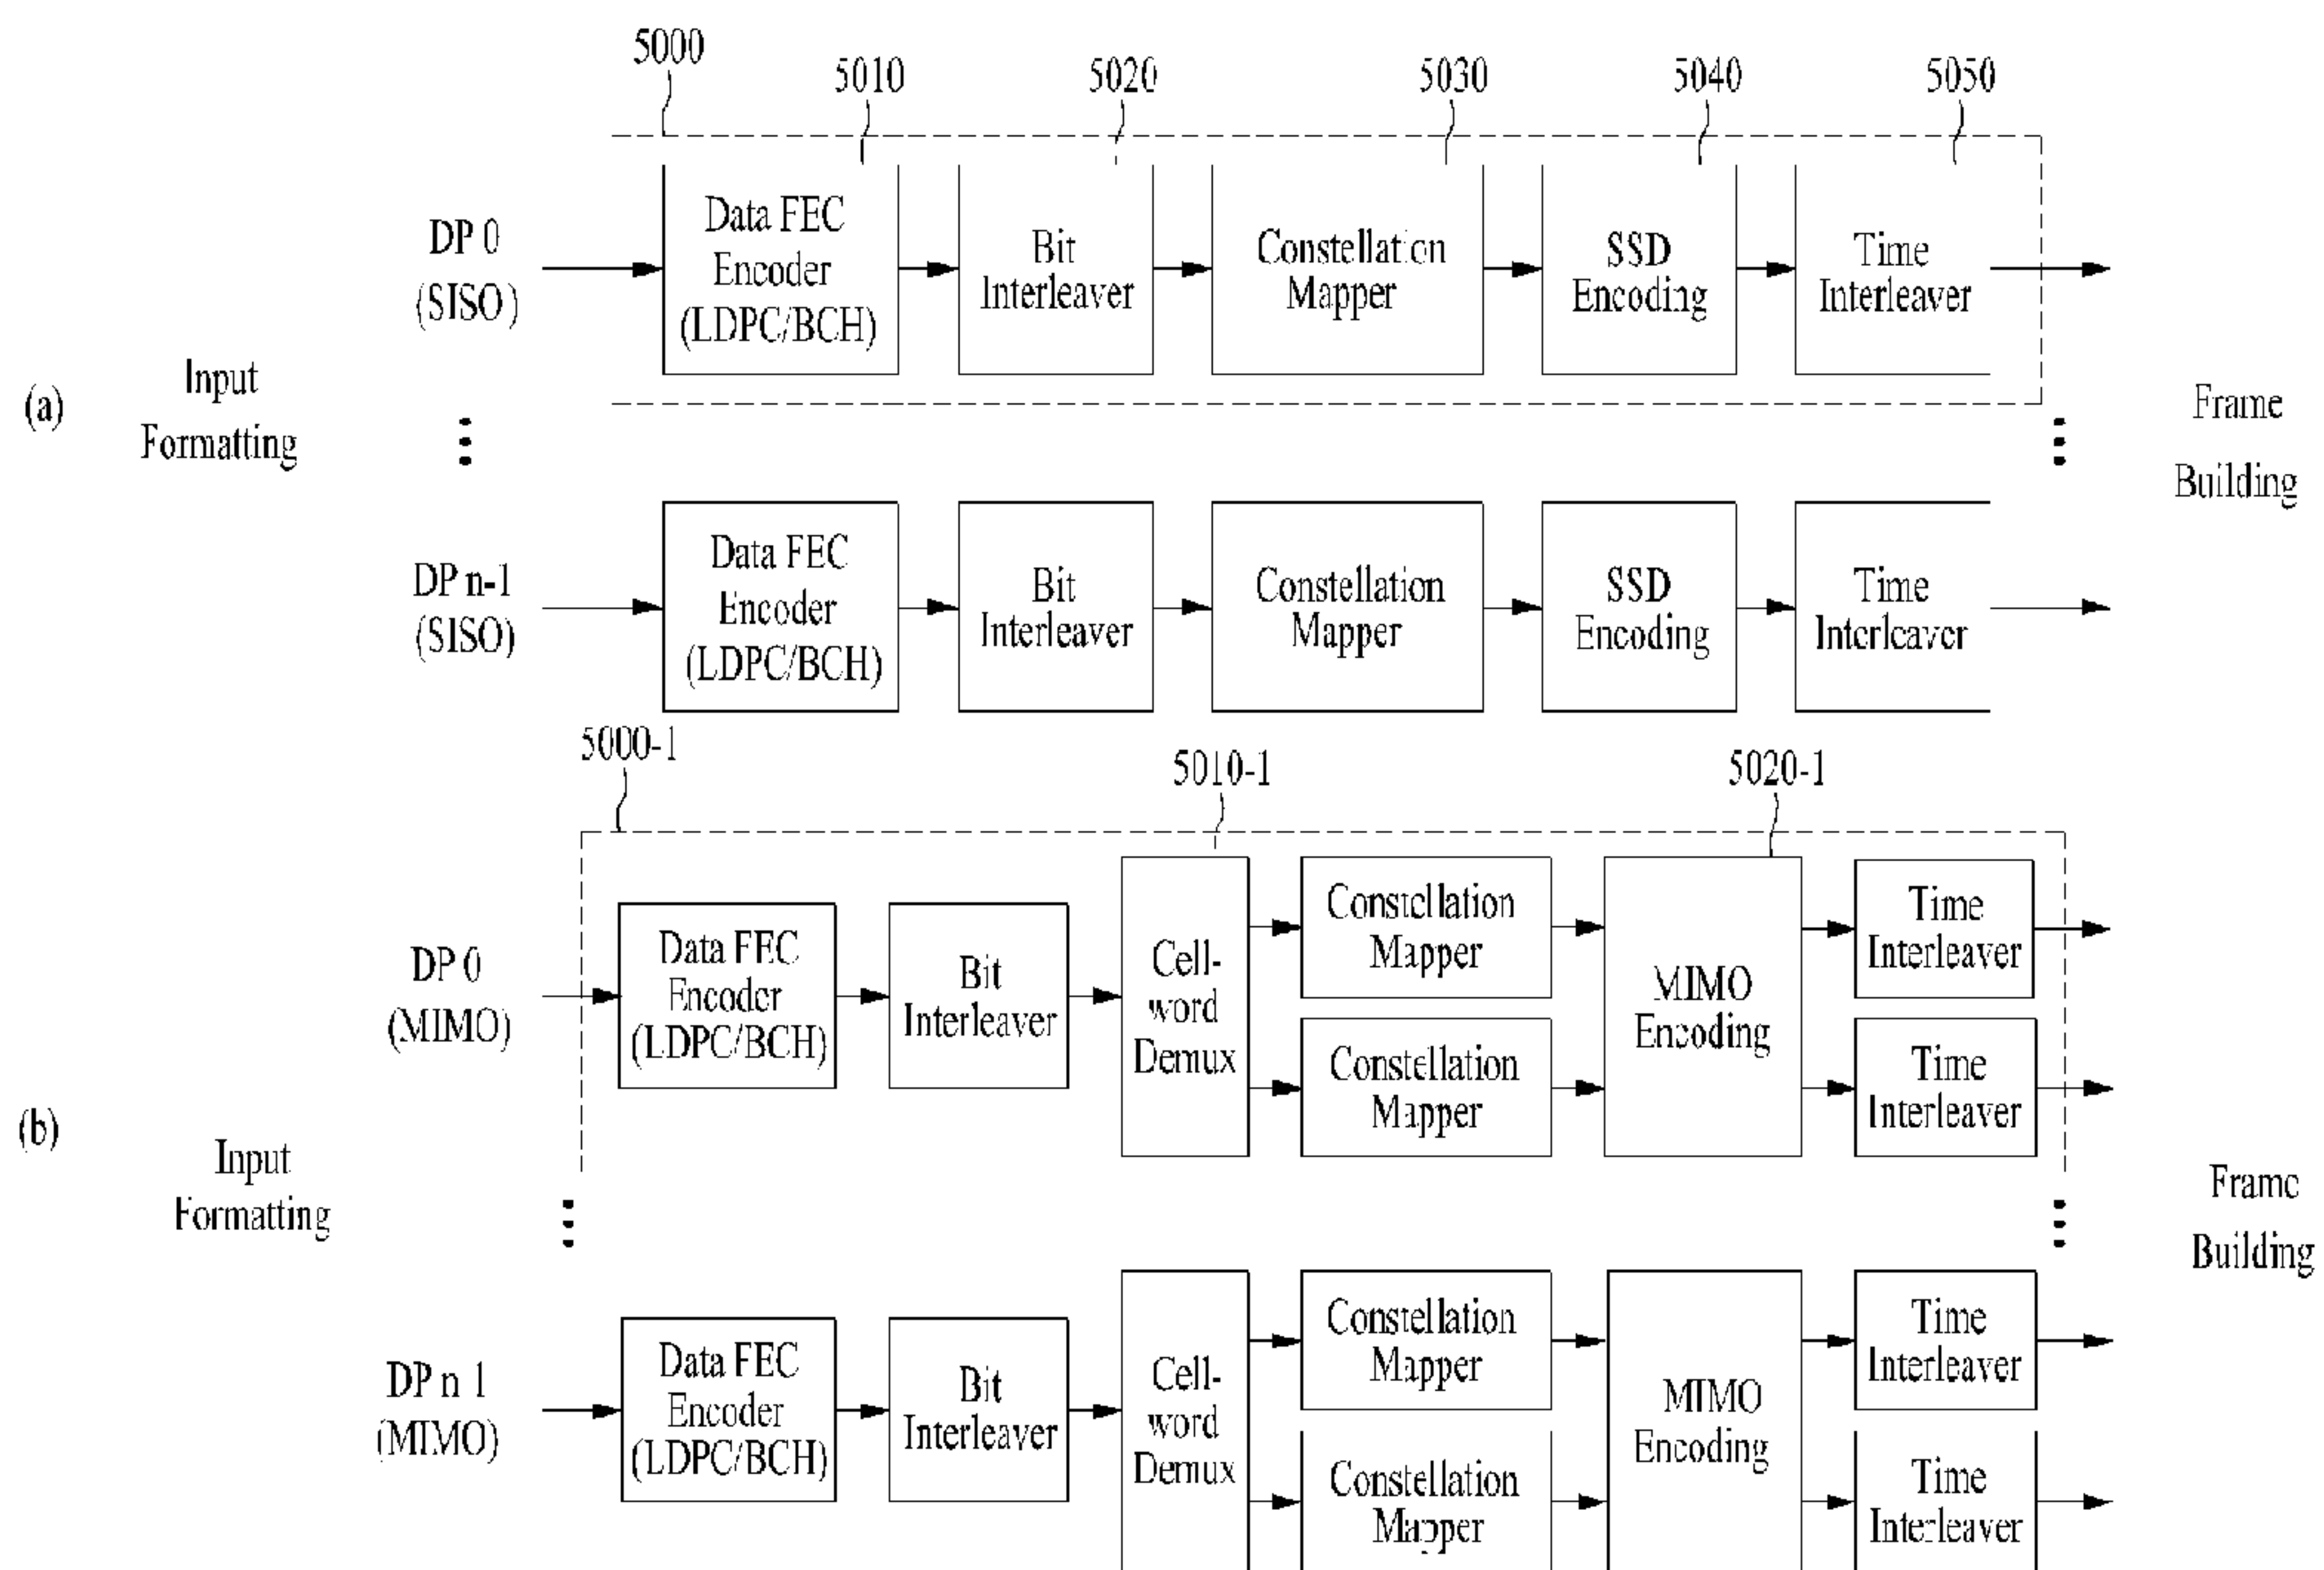 5000
5010
5020
5030
5040
5050
DP 0
(SISO)
Data FEC
Encoder
(LDPC/BCH)
Bit
Interleaver
Constellation
Mapper
SSD
Encoding
Time
Interleaver
(a)
Input
Formatting
Frame
Building
DP n-1
(SISO)
Data FEC
Encoder
(LDPC/BCH)
Bit
Interleaver
Constellation
Mapper
SSD
Encoding
Time
Interleaver
5000-1
5010-1
5020-1
DP 0
(MIMO)
Data FEC
Encoder
(LDPC/BCH)
Bit
Interleaver
Cell-
word
Demux
Constellation
Mapper
Constellation
Mapper
MIMO
Encoding
Time
Interleaver
Time
Interleaver
(b)
Input
Formatting
Frame
Building
DP n 1
(MIMO)
Data FEC
Encoder
(LDPC/BCH)
Bit
Interleaver
Cell-
word
Demux
Constellation
Mapper
Constellation
Mapper
MIMO
Encoding
Time
Interleaver
Time
Interleaver